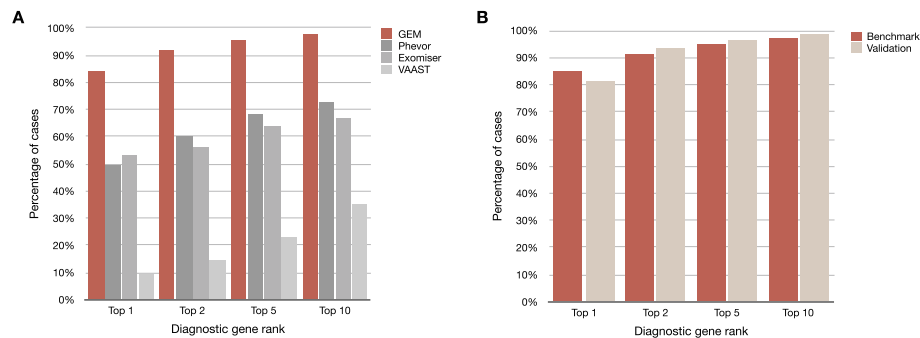 A
100%
90%
80%
70%
60%
50%
40%
30%
20%
10%
0%
Percentage of cases
Top 1
Top 2
Top 5
Top 10
Diagnostic gene rank
GEM
Phevor
Exomiser
VAAST
B
100%
90%
80%
70%
60%
50%
40%
30%
20%
10%
0%
Percentage of cases
Top 1
Top 2
Top 5
Top 10
Diagnostic gene rank
Benchmark
Validation